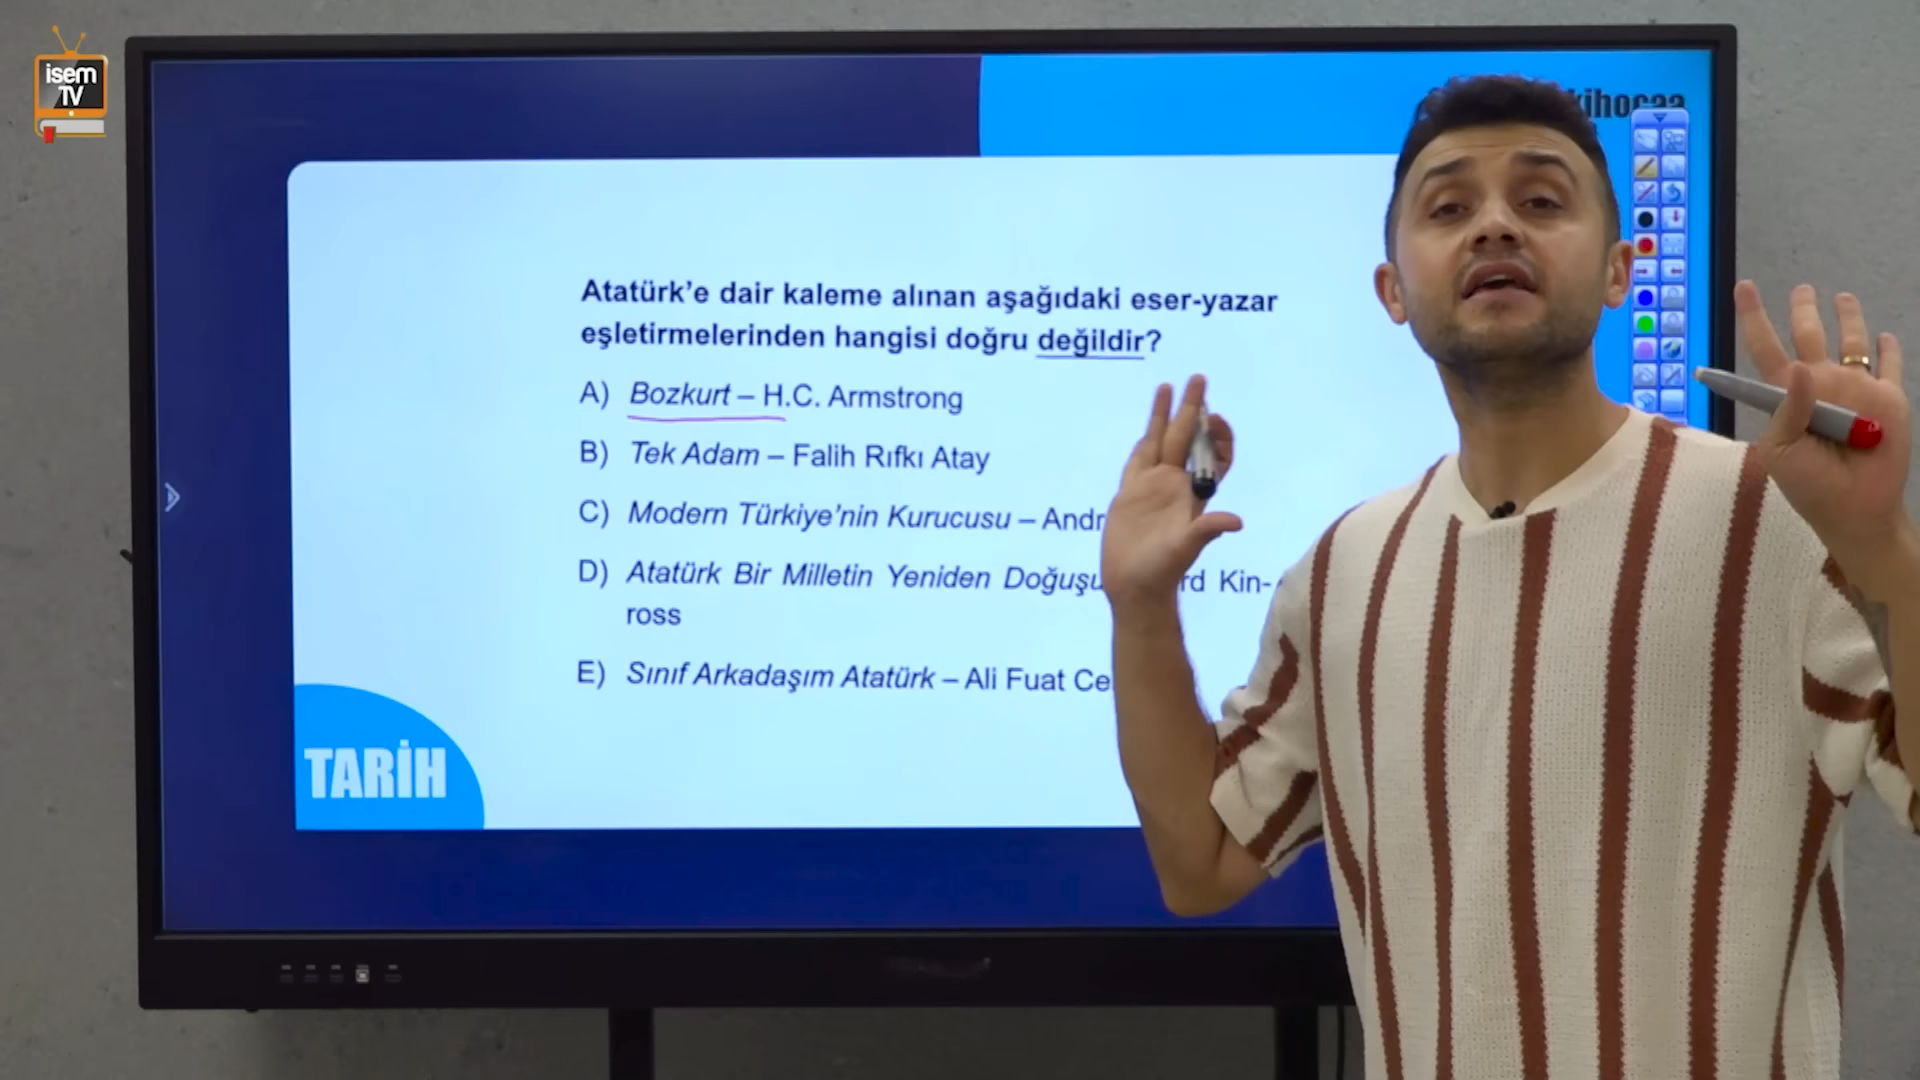 isem
TV
kihocaa
Atatürk'e dair kaleme alınan aşağıdaki eser-yazar
eşletirmelerinden hangisi doğru değildir?
A) Bozkurt – H.C. Armstrong
B) Tek Adam – Falih Rıfkı Atay
C) Modern Türkiye'nin Kurucusu – Andr
D) Atatürk Bir Milletin Yeniden Doğuşu rd Kin-
ross
E) Sınıf Arkadaşım Atatürk – Ali Fuat Ce
TARİH